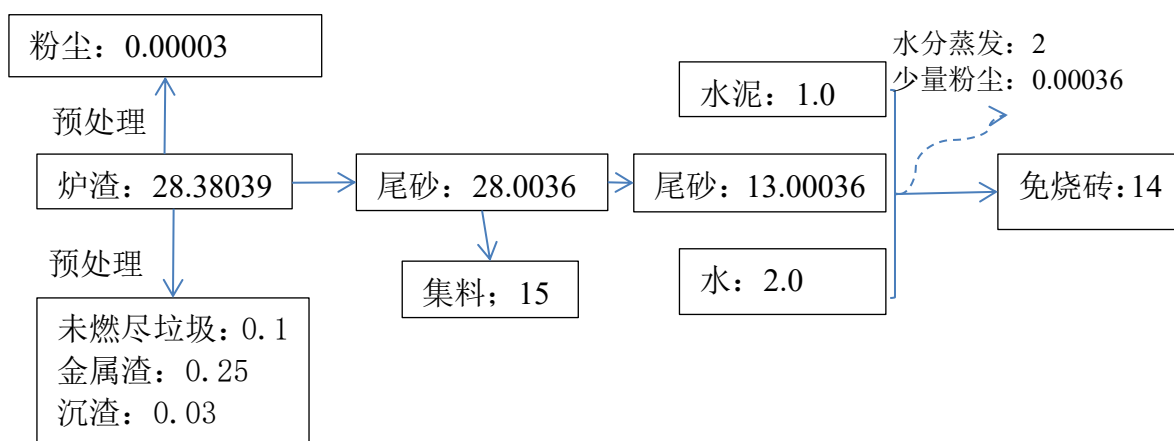 粉尘：0.00003
水分蒸发：2
少量粉尘：0.00036
水泥：1.0
预处理
炉渣：28.38039
尾砂：28.0036
尾砂：13.00036
免烧砖：14
预处理
集料；15
水：2.0
未燃尽垃圾：0.1
金属渣：0.25
沉渣：0.03